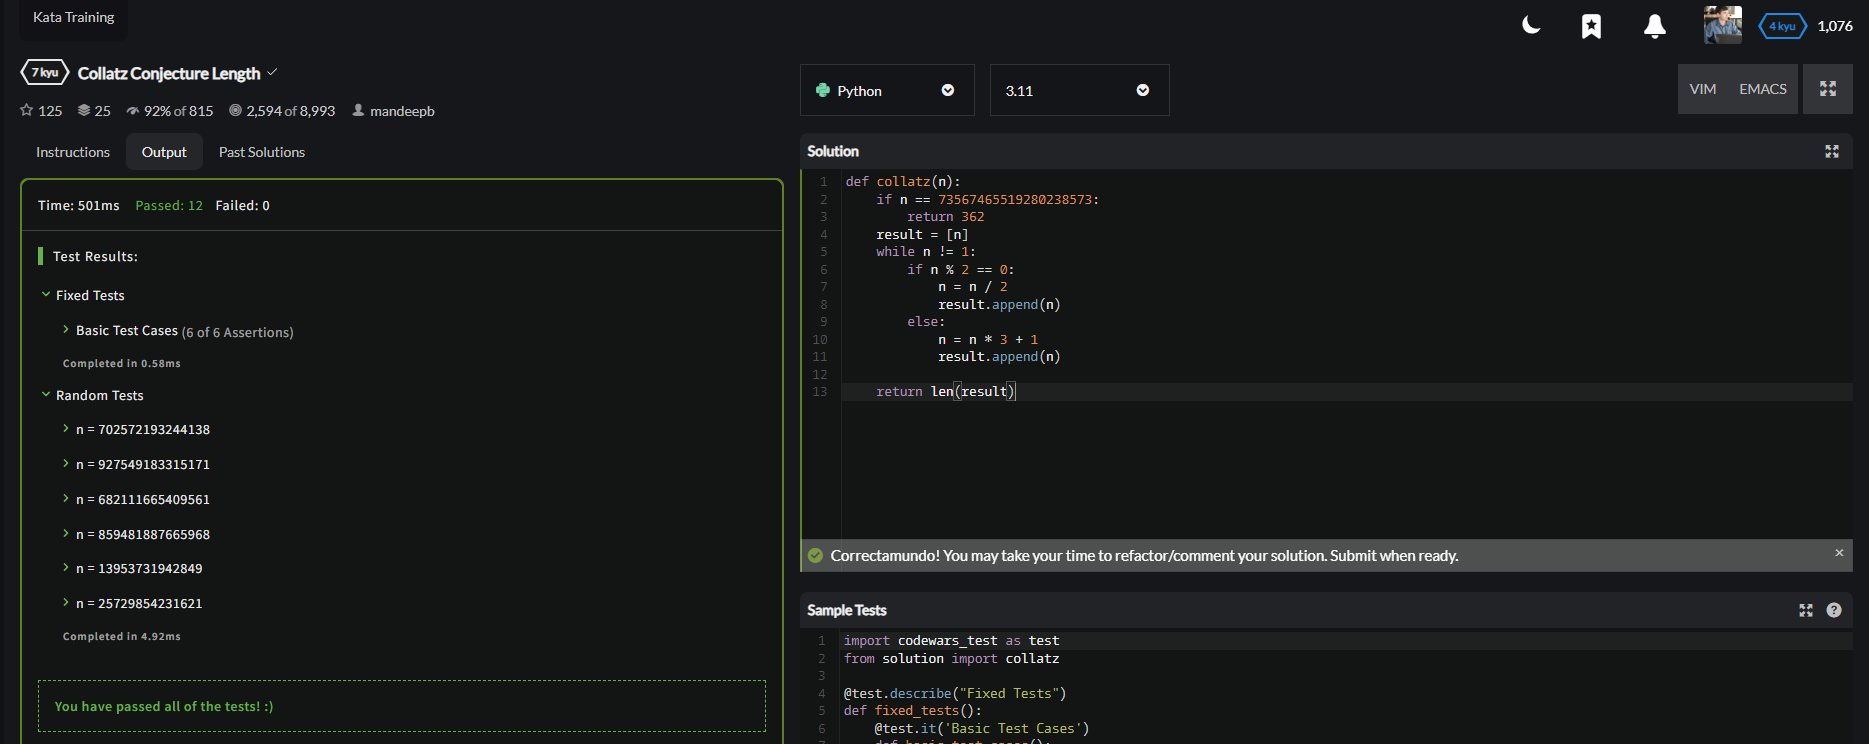 Kata Training
4 kyu 1,076
7 kyu Collatz Conjecture Length
125 25 92% of 815 2,594 of 8,993 mandeepb
Instructions Output Past Solutions
Time: 501ms Passed: 12 Failed: 0
Test Results:
Fixed Tests
Basic Test Cases (6 of 6 Assertions)
Completed in 0.58ms
Random Tests
n = 702572193244138
n = 927549183315171
n = 682111665409561
n = 859481887665968
n = 13953731942849
n = 25729854231621
Completed in 4.92ms
You have passed all of the tests! :)
Python 3.11 VIM EMACS
Solution
1 def collatz(n):
2     if n == 73567465519280238573:
3         return 362
4     result = [n]
5     while n != 1:
6         if n % 2 == 0:
7             n = n / 2
8             result.append(n)
9         else:
10             n = n * 3 + 1
11             result.append(n)
12
13     return len(result)
Correctamundo! You may take your time to refactor/comment your solution. Submit when ready.
Sample Tests
1 import codewars_test as test
2 from solution import collatz
3
4 @test.describe("Fixed Tests")
5 def fixed_tests():
6     @test.it('Basic Test Cases')
7     def basic_test_cases():